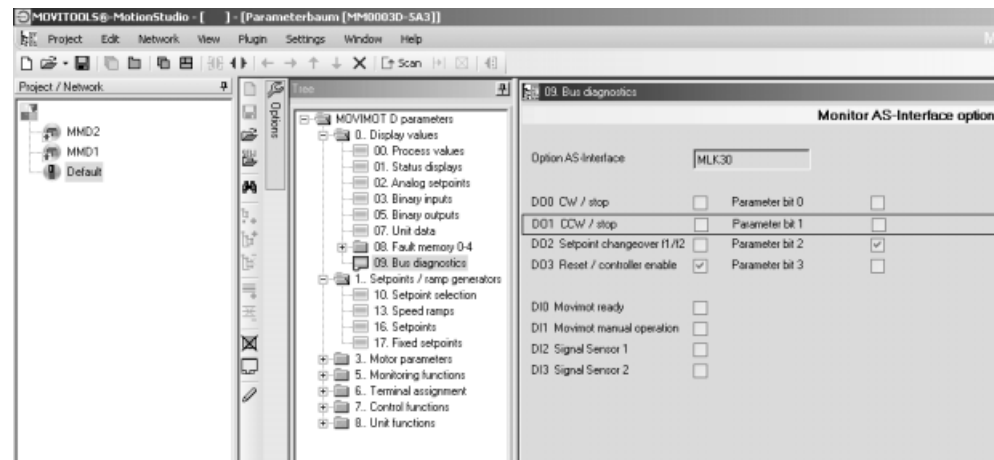 MOVITOOLS®-MotionStudio - [ ] - [Parameterbaum [MM0003D-5A3]]
Project Edit Network View Plugin Settings Window Help
Scan
Project / Network
MMD2
MMD1
Default
Options
Tree
MOVIMOT D parameters
0.. Display values
00. Process values
01. Status displays
02. Analog setpoints
03. Binary inputs
05. Binary outputs
07. Unit data
08. Fault memory 0-4
09. Bus diagnostics
1.. Setpoints / ramp generators
10. Setpoint selection
13. Speed ramps
16. Setpoints
17. Fixed setpoints
3.. Motor parameters
5.. Monitoring functions
6.. Terminal assignment
7.. Control functions
8.. Unit functions
09. Bus diagnostics
Monitor AS-Interface option
Option AS-Interface MLK30
DO0 CW / stop Parameter bit 0
DO1 CCW / stop Parameter bit 1
DO2 Setpoint changeover f1/f2 Parameter bit 2
DO3 Reset / controller enable Parameter bit 3
DI0 Movimot ready
DI1 Movimot manual operation
DI2 Signal Sensor 1
DI3 Signal Sensor 2